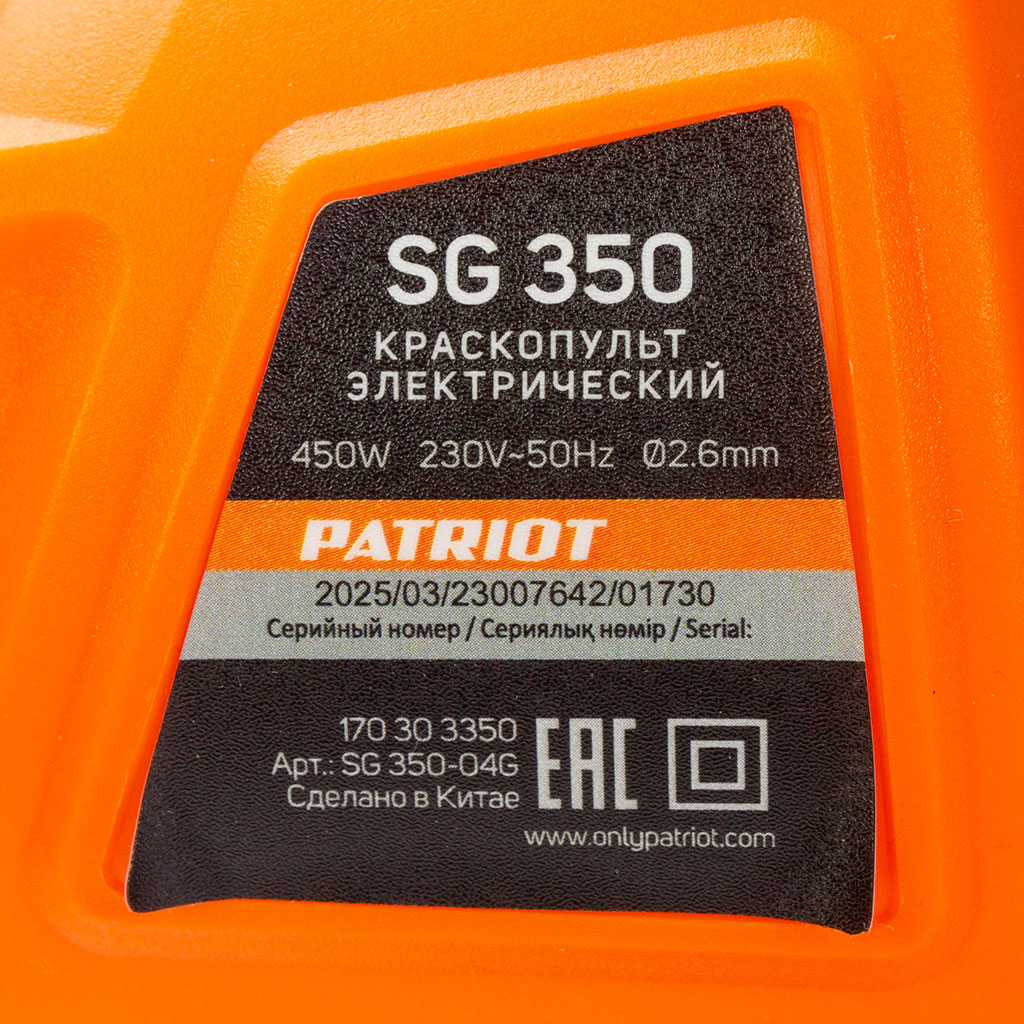 SG 350
КРАСКОПУЛЬТ
ЭЛЕКТРИЧЕСКИЙ
450W 230V~50Hz Ø2.6mm
PATRIOT
2025/03/23007642/01730
Серийный номер / Сериялық нөмір / Serial:
170 30 3350
Арт.: SG 350-04G
Сделано в Китае
EAC
www.onlypatriot.com